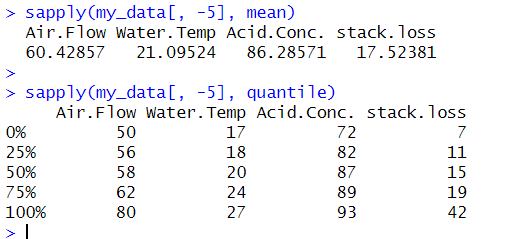 > sapply(my_data[, -5], mean)
  Air.Flow Water.Temp Acid.Conc. stack.loss
  60.42857   21.09524   86.28571   17.52381
>
> sapply(my_data[, -5], quantile)
     Air.Flow Water.Temp Acid.Conc. stack.loss
0%         50         17         72          7
25%        56         18         82         11
50%        58         20         87         15
75%        62         24         89         19
100%       80         27         93         42
>